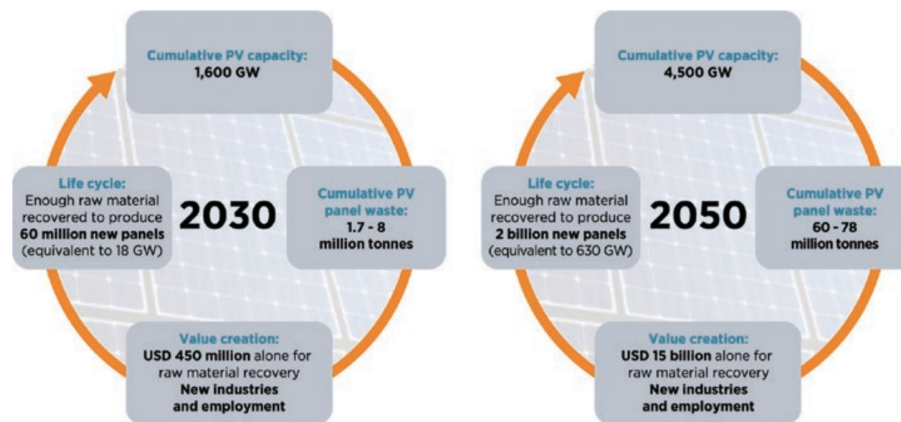 Cumulative PV capacity:
1,600 GW
Life cycle:
Enough raw material
recovered to produce
60 million new panels
(equivalent to 18 GW)
2030
Cumulative PV
panel waste:
1.7 - 8
million tonnes
Value creation:
USD 450 million alone for
raw material recovery
New industries
and employment
Cumulative PV capacity:
4,500 GW
Life cycle:
Enough raw material
recovered to produce
2 billion new panels
(equivalent to 630 GW)
2050
Cumulative PV
panel waste:
60 - 78
million tonnes
Value creation:
USD 15 billion alone for
raw material recovery
New industries
and employment